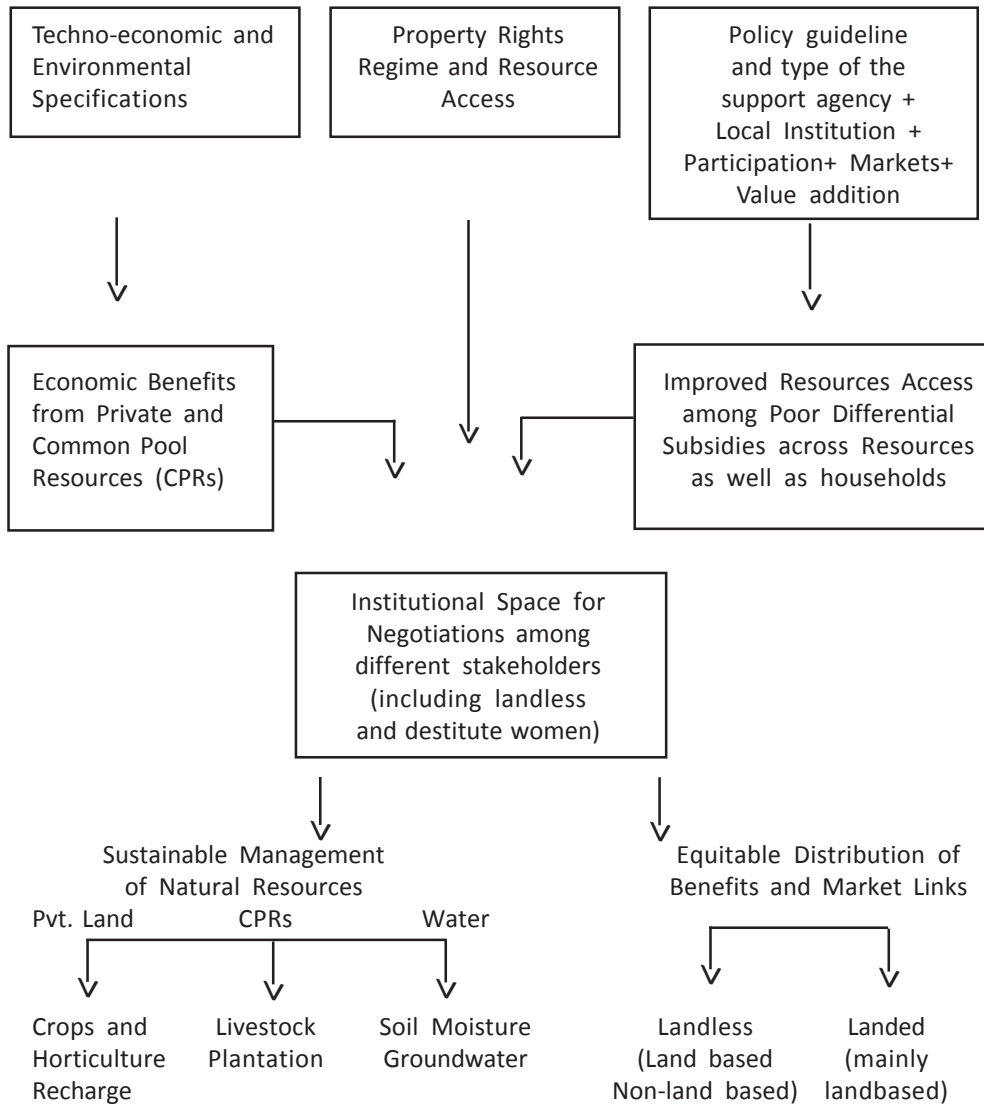 Techno-economic and
Environmental
Specifications
Property Rights
Regime and Resource
Access
Policy guideline
and type of the
support agency +
Local Institution +
Participation+ Markets+
Value addition
Economic Benefits
from Private and
Common Pool
Resources (CPRs)
Improved Resources Access
among Poor Differential
Subsidies across Resources
as well as households
Institutional Space for
Negotiations among
different stakeholders
(including landless
and destitute women)
Sustainable Management
of Natural Resources
Equitable Distribution of
Benefits and Market Links
Pvt. Land
CPRs
Water
Crops and
Horticulture
Recharge
Livestock
Plantation
Soil Moisture
Groundwater
Landless
(Land based
Non-land based)
Landed
(mainly
landbased)